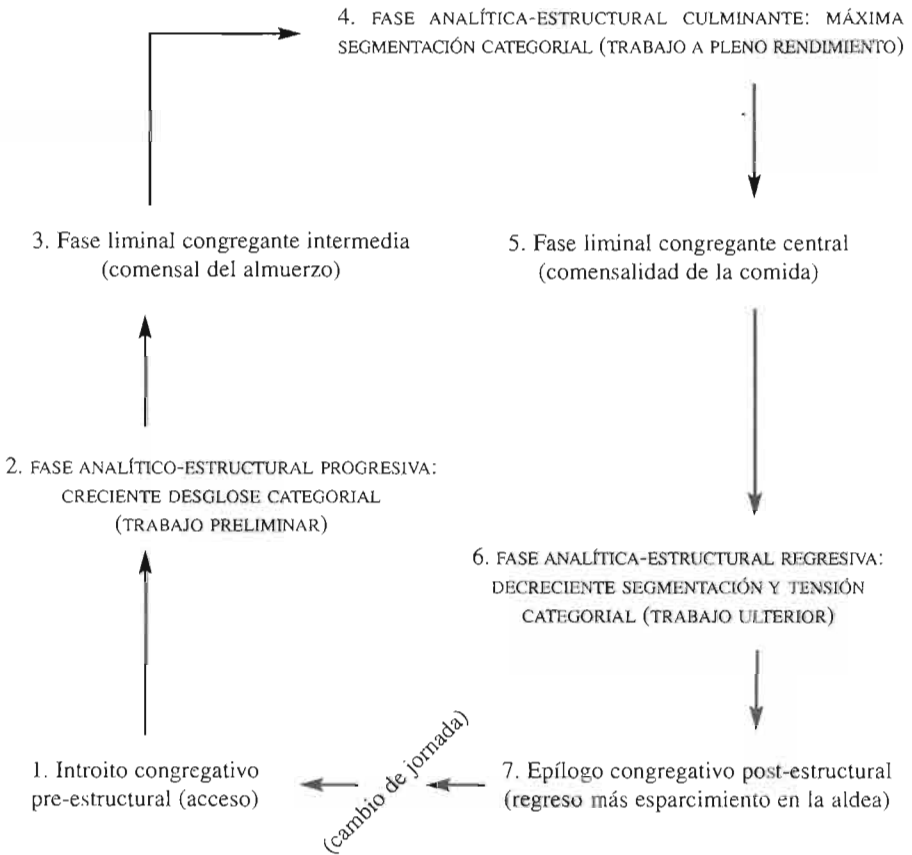 4. FASE ANALÍTICA-ESTRUCTURAL CULMINANTE: MÁXIMA
SEGMENTACIÓN CATEGORIAL (TRABAJO A PLENO RENDIMIENTO)
3. Fase liminal congregante intermedia
(comensal del almuerzo)
5. Fase liminal congregante central
(comensalidad de la comida)
2. FASE ANALÍTICO-ESTRUCTURAL PROGRESIVA:
CRECIENTE DESGLOSE CATEGORIAL
(TRABAJO PRELIMINAR)
6. FASE ANALÍTICA-ESTRUCTURAL REGRESIVA:
DECRECIENTE SEGMENTACIÓN Y TENSIÓN
CATEGORIAL (TRABAJO ULTERIOR)
1. Introito congregativo
pre-estructural (acceso)
(cambio de jornada)
7. Epílogo congregativo post-estructural
(regreso más esparcimiento en la aldea)